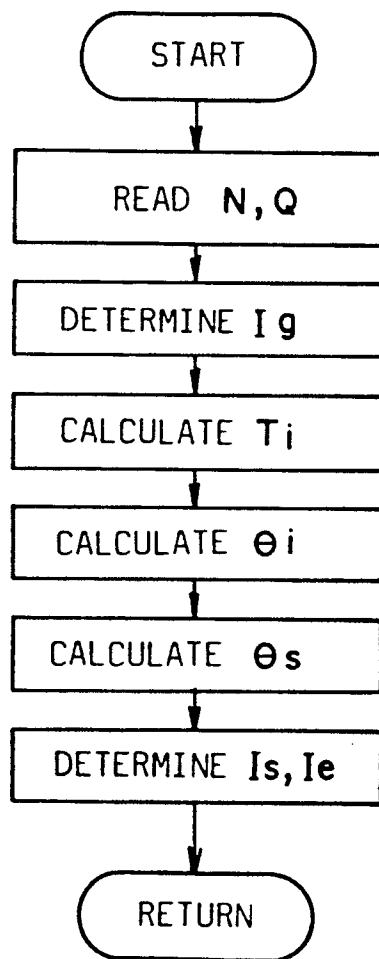 START
READ N, Q
DETERMINE Ig
CALCULATE Ti
CALCULATE θi
CALCULATE θs
DETERMINE Is, Ie
RETURN